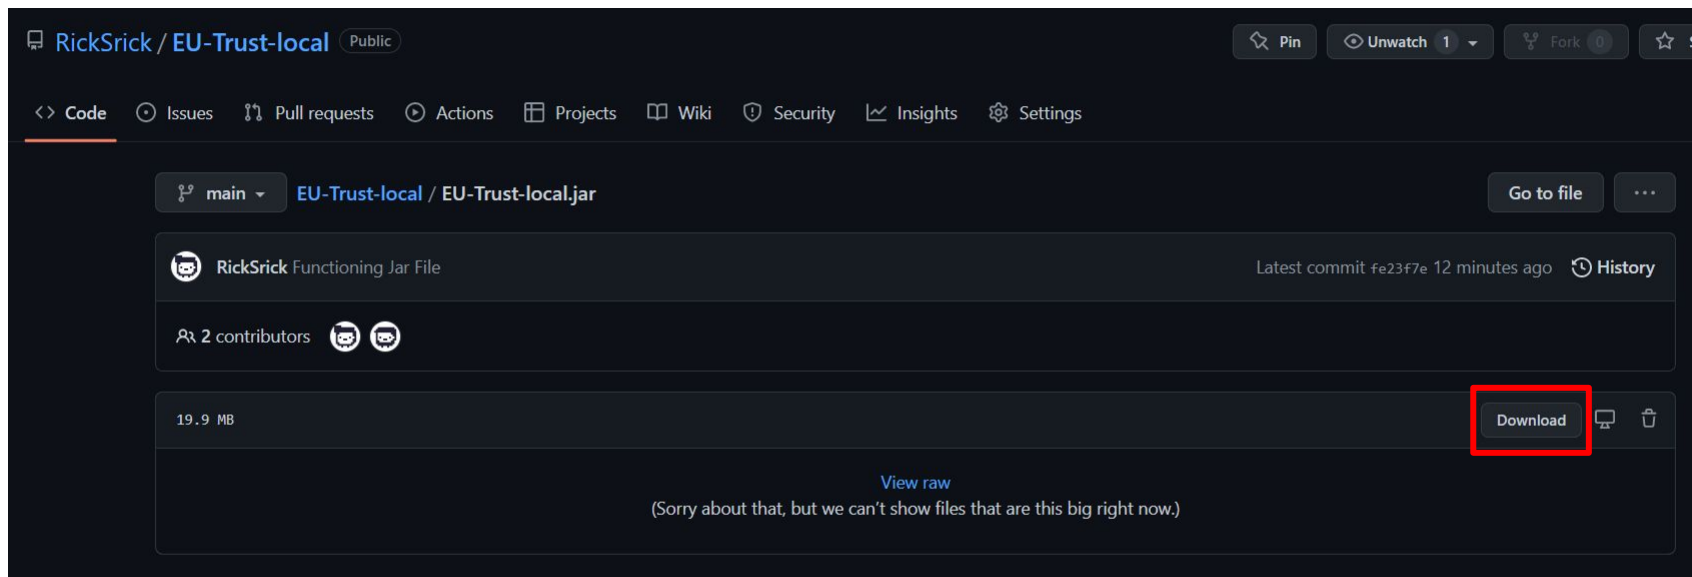 RickSrick / EU-Trust-local Public Pin Unwatch 1 Fork 0
Code Issues Pull requests Actions Projects Wiki Security Insights Settings
main EU-Trust-local / EU-Trust-local.jar Go to file ...
RickSrick Functioning Jar File Latest commit fe23f7e 12 minutes ago History
2 contributors
19.9 MB Download
View raw
(Sorry about that, but we can't show files that are this big right now.)